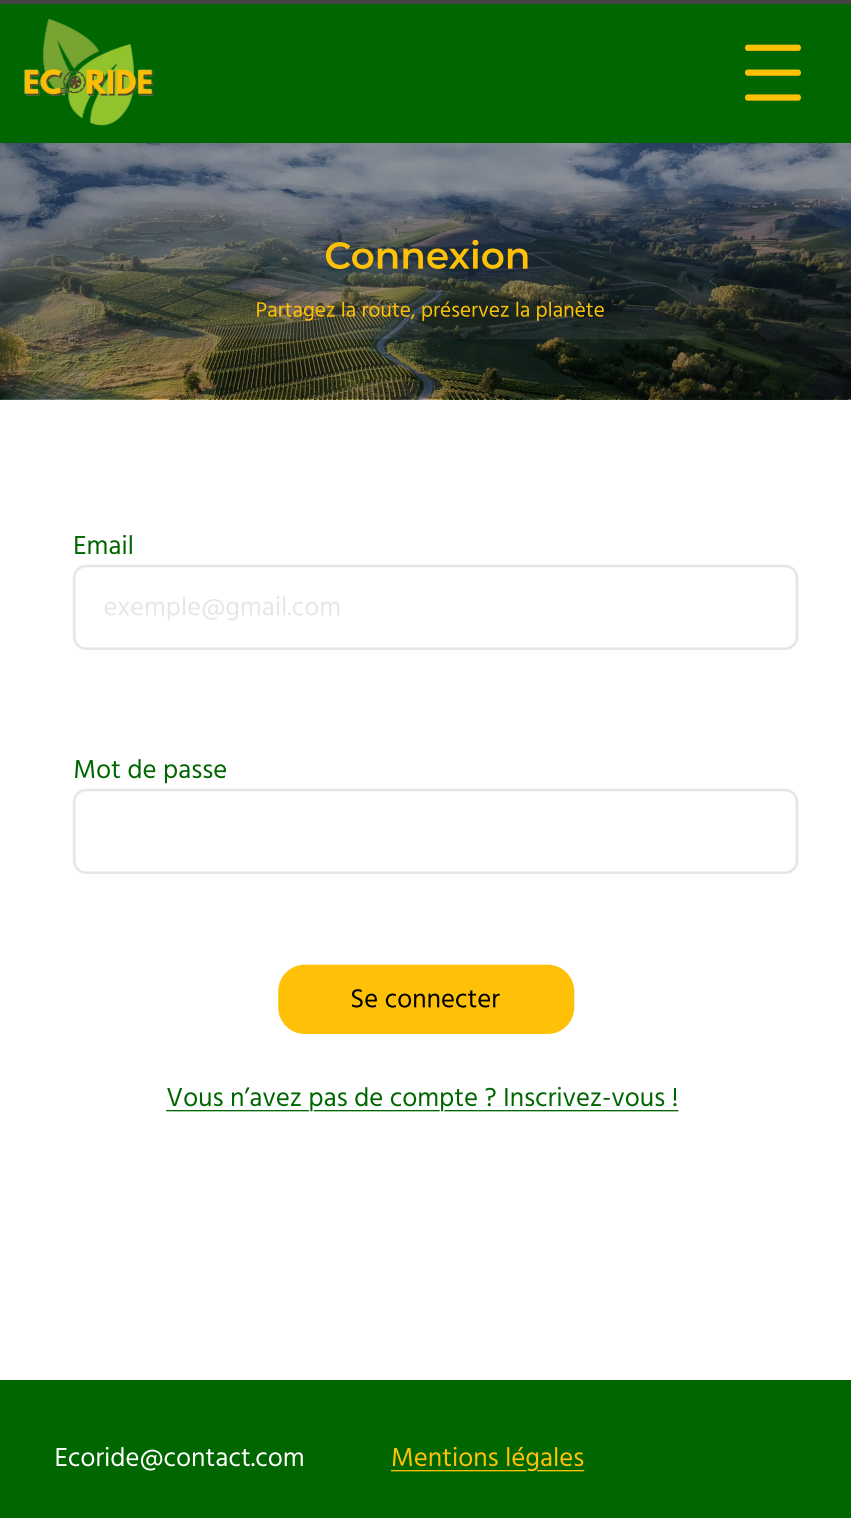 ECORIDE
Connexion
Partagez la route, préservez la planète
Email
exemple@gmail.com
Mot de passe
Se connecter
Vous n’avez pas de compte ? Inscrivez-vous !
Ecoride@contact.com
Mentions légales